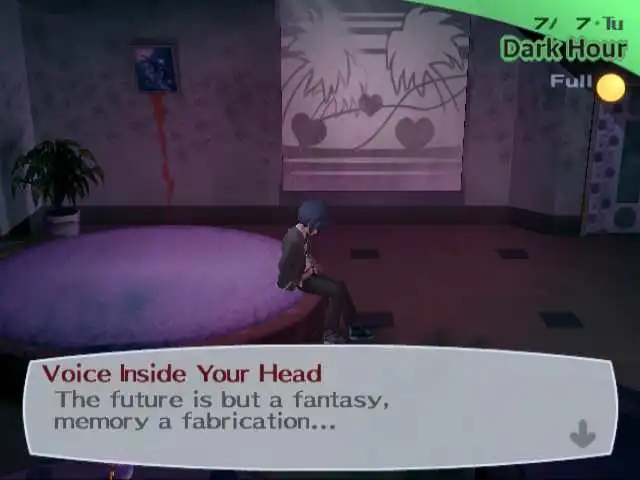 7/ 7·Tu
Dark Hour
Full
Voice Inside Your Head
The future is but a fantasy,
memory a fabrication...